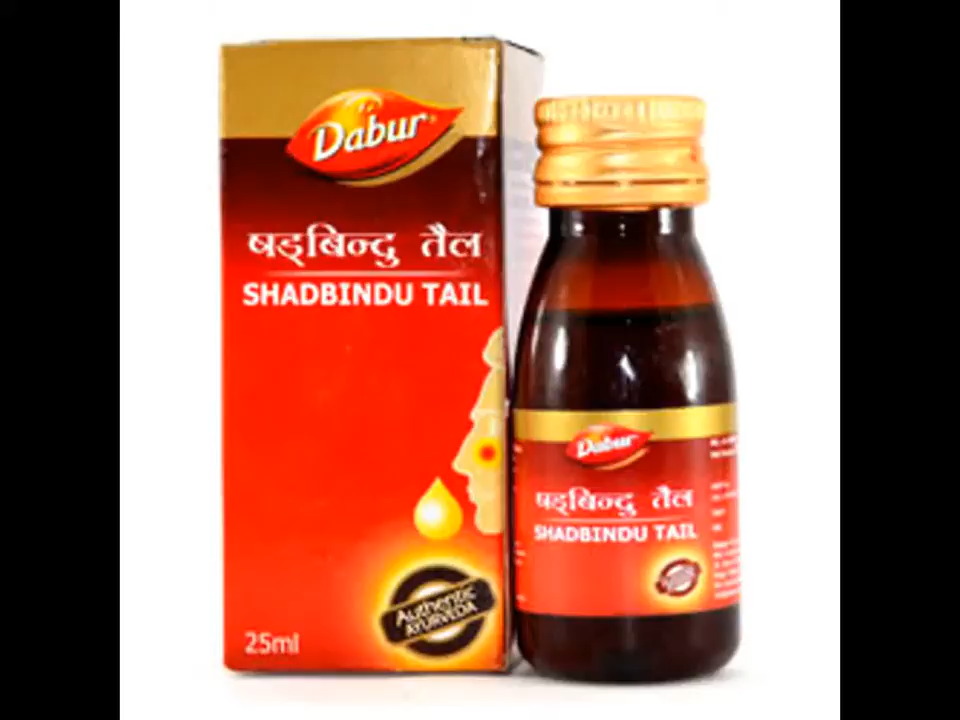 Dabur
षड्बिन्दु तैल
SHADBINDU TAIL
Authentic
AYURVEDA
25ml
Dabur
षड्बिन्दु तैल
SHADBINDU TAIL